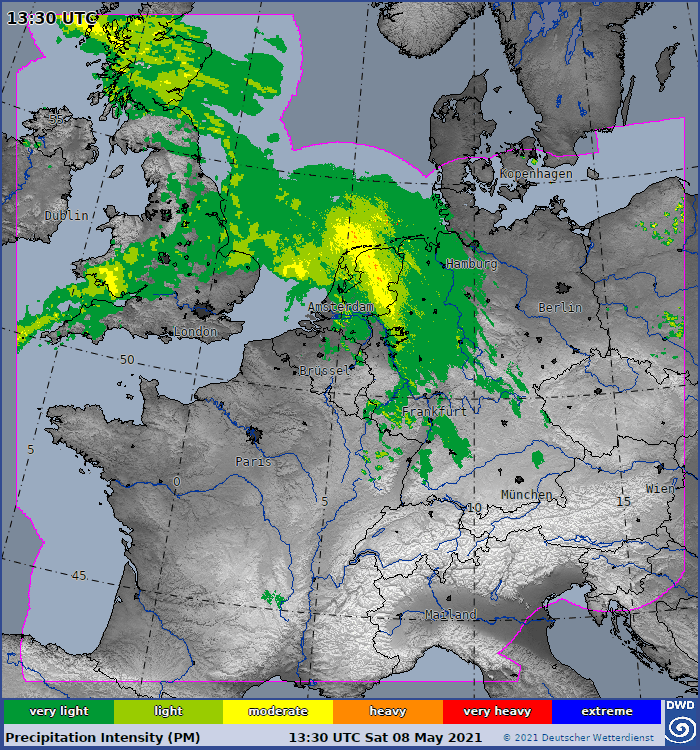 13:30 UTC
55
Kopenhagen
Dublin
Hamburg
Amsterdam
Berlin
London
50
Brüssel
Frankfurt
5
Paris
0
5
10
München
15
Wien
45
Mailand
very light
light
moderate
heavy
very heavy
extreme
DWD
Precipitation Intensity (PM)
13:30 UTC Sat 08 May 2021
© 2021 Deutscher Wetterdienst